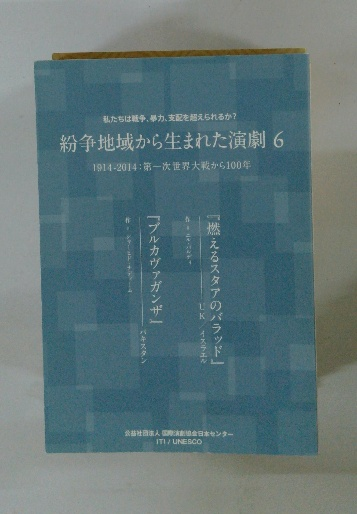 私たちは戦争、暴力、支配を超えられるか?
紛争地域から生まれた演劇 6
1914-2014:第一次世界大戦から100年
『燃えるスタアのバラッド』
UK イスラエル
『ブルカヴァガンザ』
パキスタン
公益社団法人 国際演劇協会日本センター
ITI / UNESCO